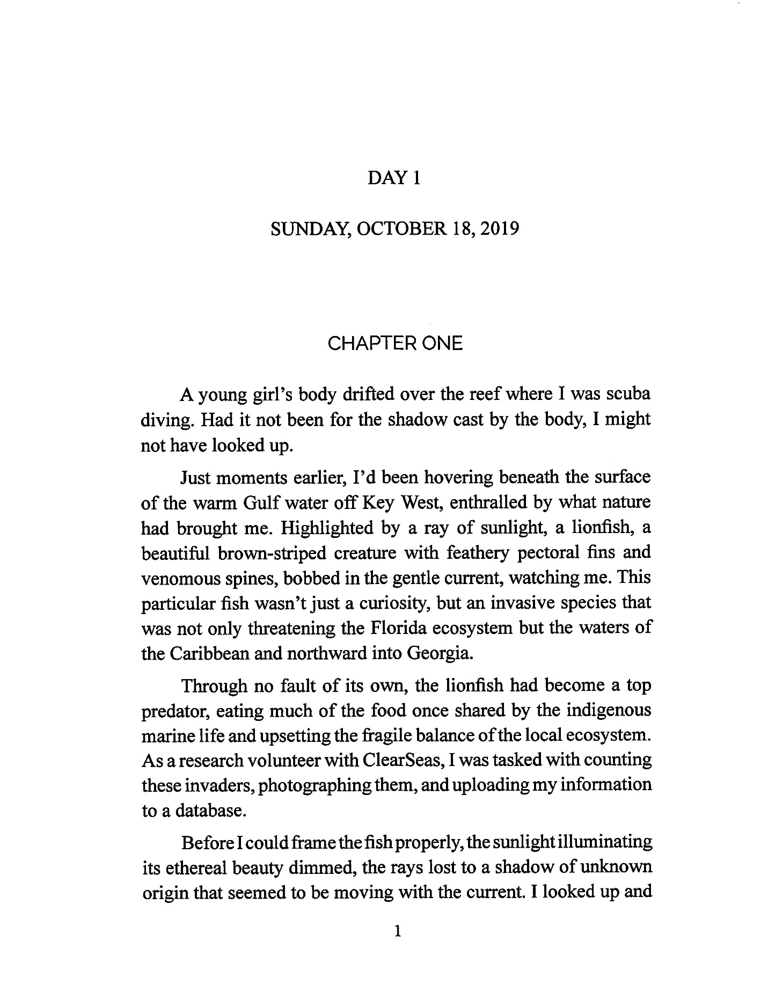 DAY 1
SUNDAY, OCTOBER 18, 2019
CHAPTER ONE
A young girl’s body drifted over the reef where I was scuba
diving. Had it not been for the shadow cast by the body, I might
not have looked up.
Just moments earlier, I’d been hovering beneath the surface
of the warm Gulf water off Key West, enthralled by what nature
had brought me. Highlighted by a ray of sunlight, a lionfish, a
beautiful brown-striped creature with feathery pectoral fins and
venomous spines, bobbed in the gentle current, watching me. This
particular fish wasn’t just a curiosity, but an invasive species that
was not only threatening the Florida ecosystem but the waters of
the Caribbean and northward into Georgia.
Through no fault of its own, the lionfish had become a top
predator, eating much of the food once shared by the indigenous
marine life and upsetting the fragile balance of the local ecosystem.
As a research volunteer with ClearSeas, I was tasked with counting
these invaders, photographing them, and uploading my information
to a database.
Before I could frame the fish properly, the sunlight illuminating
its ethereal beauty dimmed, the rays lost to a shadow of unknown
origin that seemed to be moving with the current. I looked up and
1